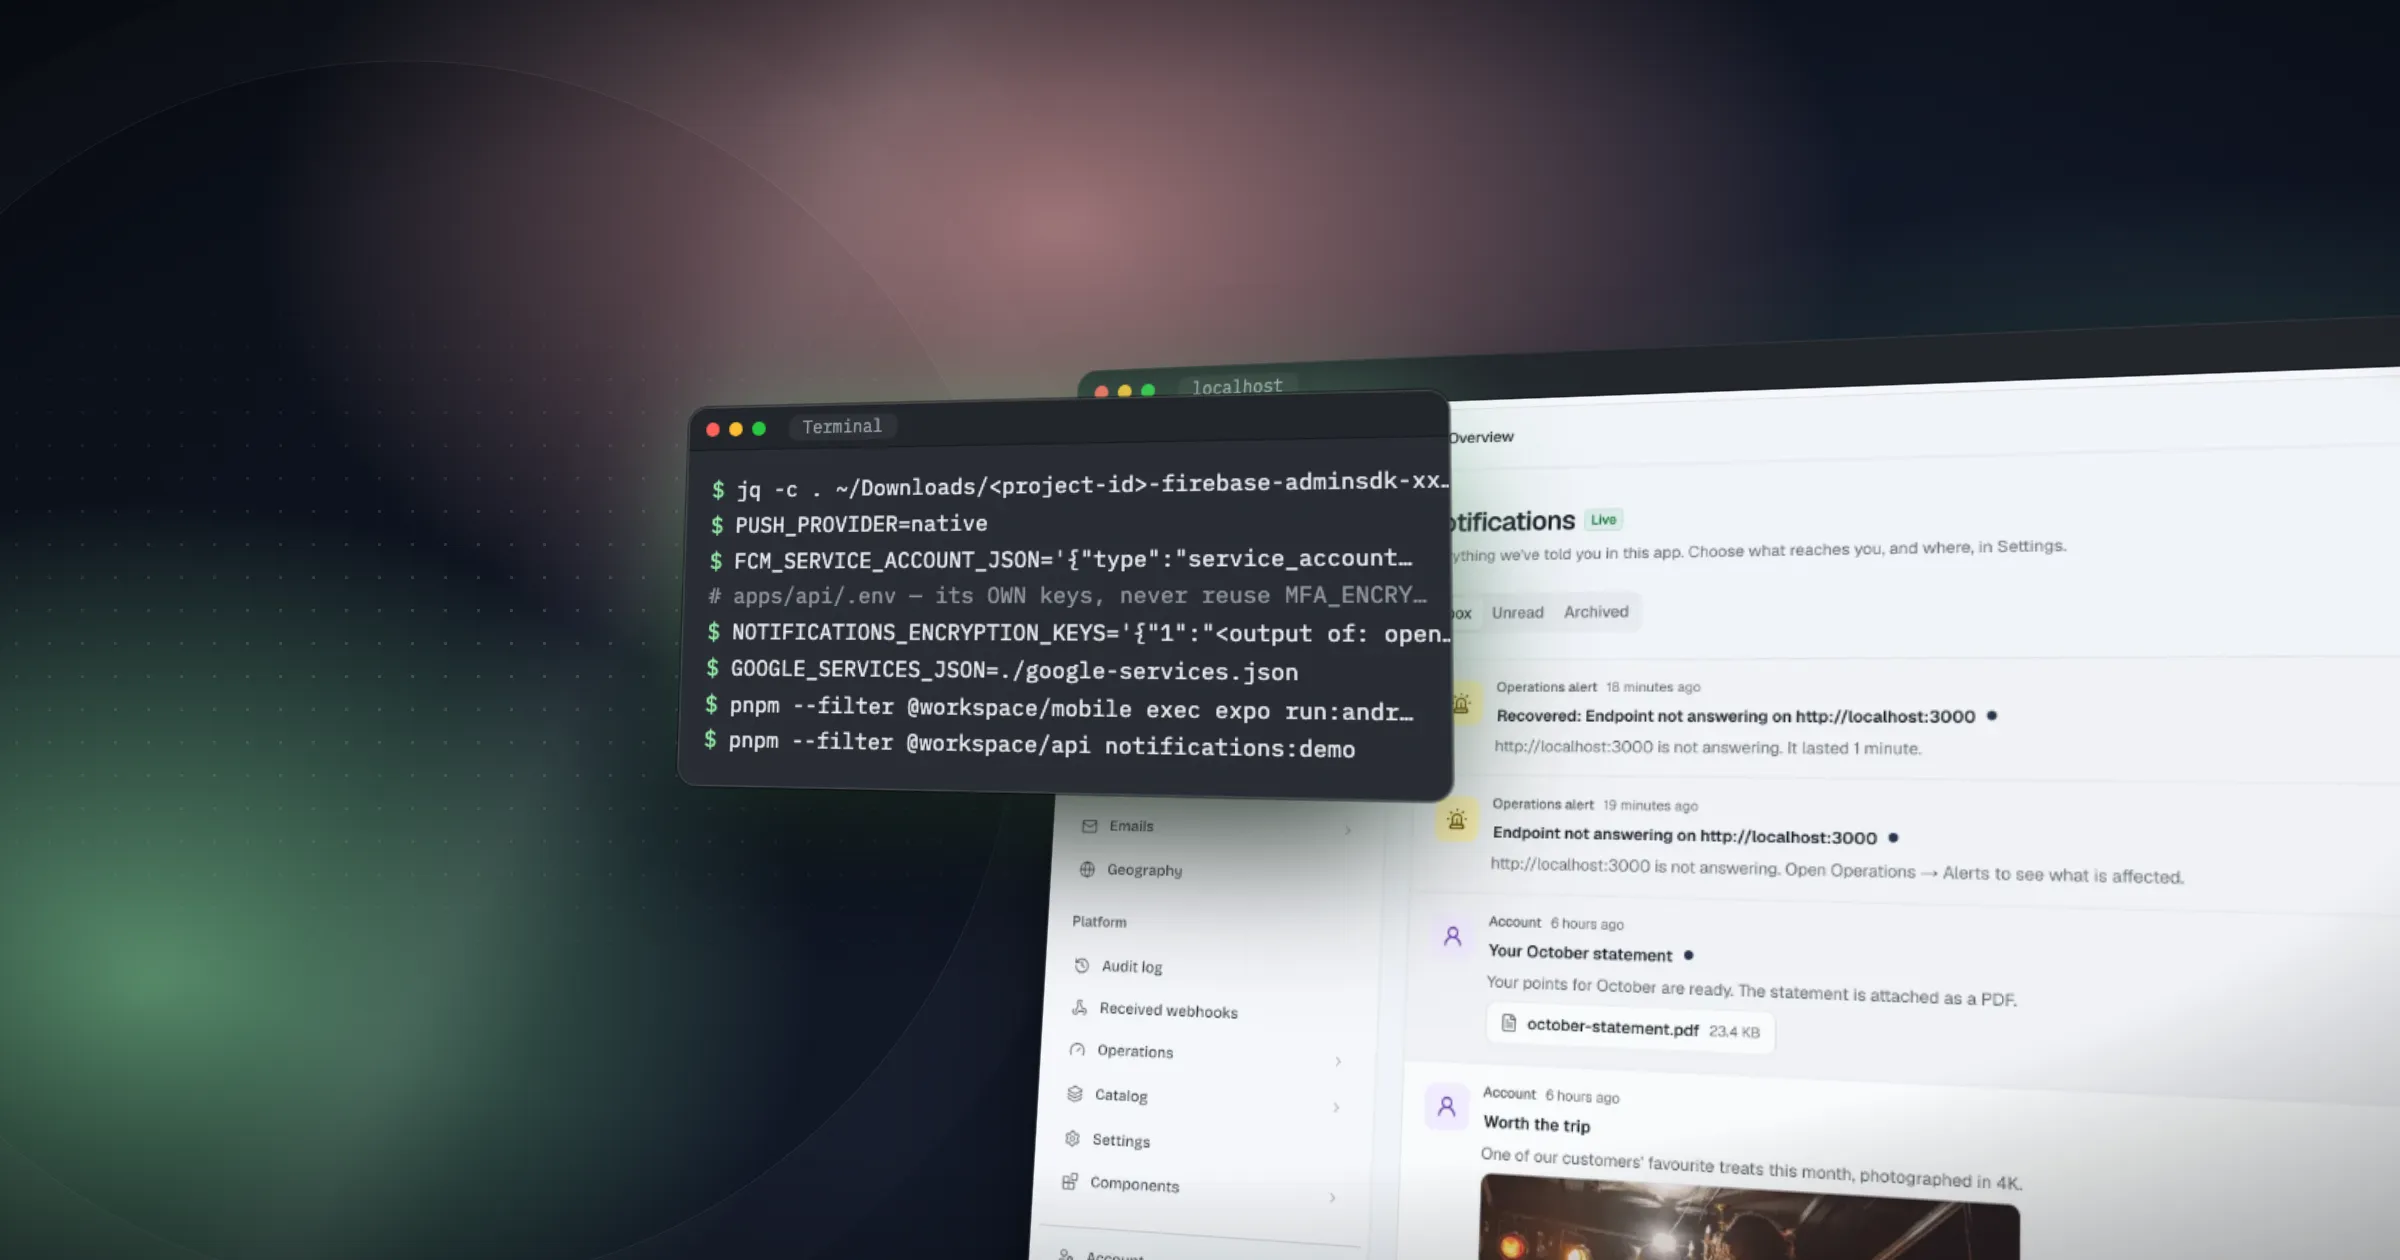 localhost
Terminal
$ jq -c . ~/Downloads/<project-id>-firebase-adminsdk-xx…
$ PUSH_PROVIDER=native
$ FCM_SERVICE_ACCOUNT_JSON='{"type":"service_account…
# apps/api/.env — its OWN keys, never reuse MFA_ENCRY…
$ NOTIFICATIONS_ENCRYPTION_KEYS='{"1":"<output of: open…
$ GOOGLE_SERVICES_JSON=./google-services.json
$ pnpm --filter @workspace/mobile exec expo run:andr…
$ pnpm --filter @workspace/api notifications:demo
Emails
Geography
Platform
Audit log
Received webhooks
Operations
Catalog
Settings
Components
Overview
Live
we've told you in this app. Choose what reaches you, and where, in Settings.
Unread
Archived
Operations alert 18 minutes ago
Recovered: Endpoint not answering on http://localhost:3000
http://localhost:3000 is not answering. It lasted 1 minute.
Operations alert 19 minutes ago
Endpoint not answering on http://localhost:3000
http://localhost:3000 is not answering. Open Operations → Alerts to see what is affected.
Account 6 hours ago
Your October statement
Your points for October are ready. The statement is attached as a PDF.
october-statement.pdf 23.4 KB
Account 6 hours ago
Worth the trip
One of our customers' favourite treats this month, photographed in 4K.